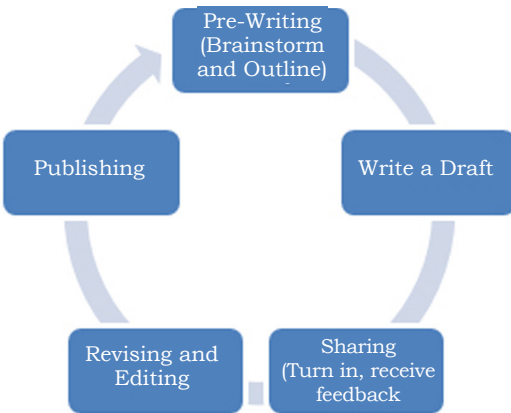 Pre-Writing
(Brainstorm
and Outline)
Write a Draft
Sharing
(Turn in, receive
feedback
Revising and
Editing
Publishing